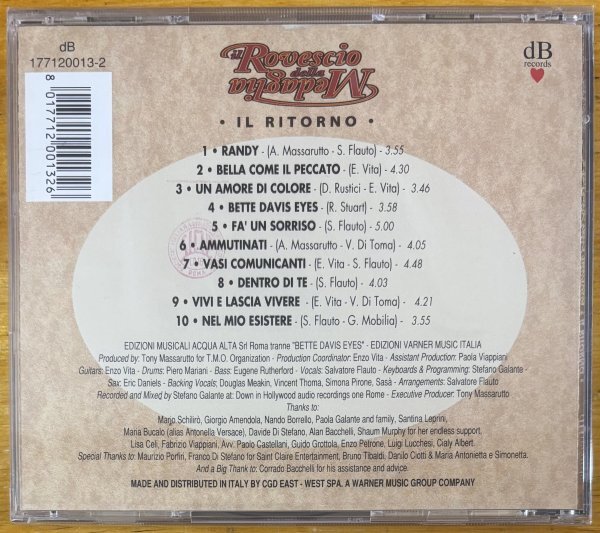 dB
177120013-2
8 017712 001326
il Rovescio
della
Medaglia
• IL RITORNO •
dB
records
1 • RANDY - (A. Massarutto - S. Flauto) - 3.55
2 • BELLA COME IL PECCATO - (E. Vita) - 4.30
3 • UN AMORE DI COLORE - (D. Rustici - E. Vita) - 3.46
4 • BETTE DAVIS EYES - (R. Stuart) - 3.58
5 • FA' UN SORRISO - (S. Flauto) - 5.00
6 • AMMUTINATI - (A. Massarutto - V. Di Toma) - 4.05
7 • VASI COMUNICANTI - (E. Vita - S. Flauto) - 4.48
8 • DENTRO DI TE - (S. Flauto) - 4.03
9 • VIVI E LASCIA VIVERE - (E. Vita - V. Di Toma) - 4.21
10 • NEL MIO ESISTERE - (S. Flauto - G. Mobilia) - 3.55
EDIZIONI MUSICALI ACQUA ALTA Srl Roma tranne "BETTE DAVIS EYES" - EDIZIONI VARNER MUSIC ITALIA
Produced by: Tony Massarutto for T.M.O. Organization - Production Coordinator: Enzo Vita - Assistant Production: Paola Viappiani
Guitars: Enzo Vita - Drums: Piero Mariani - Bass: Eugene Rutherford - Vocals: Salvatore Flauto - Keyboards & Programming: Stefano Galante -
Sax: Eric Daniels - Backing Vocals: Douglas Meakin, Vincent Thoma, Simona Pirone, Sasà - Arrangements: Salvatore Flauto
Recorded and Mixed by Stefano Galante at: Down in Hollywood audio recordings one Rome - Executive Producer: Tony Massarutto
Thanks to:
Marjo Schilirò, Giorgio Amendola, Nando Borrello, Paola Galante and family, Santina Leprini,
Maria Bucalo (alias Antonella Versace), Davide Di Stefano, Alan Bacchelli, Shaum Murphy for her endless support,
Lisa Celi, Fabrizio Viappiani, Avv. Paolo Castellani, Guido Grottola, Enzo Petrone, Luigi Lucchesi, Cialy Albert.
Special Thanks to: Maurizio Porfiri, Franco Di Stefano for Saint Claire Entertainment, Bruno Tibaldi, Danilo Ciotti & Maria Antonietta e Simonetta.
And a Big Thank to: Corrado Bacchelli for his assistance and advice.
MADE AND DISTRIBUTED IN ITALY BY CGD EAST - WEST SPA. A WARNER MUSIC GROUP COMPANY